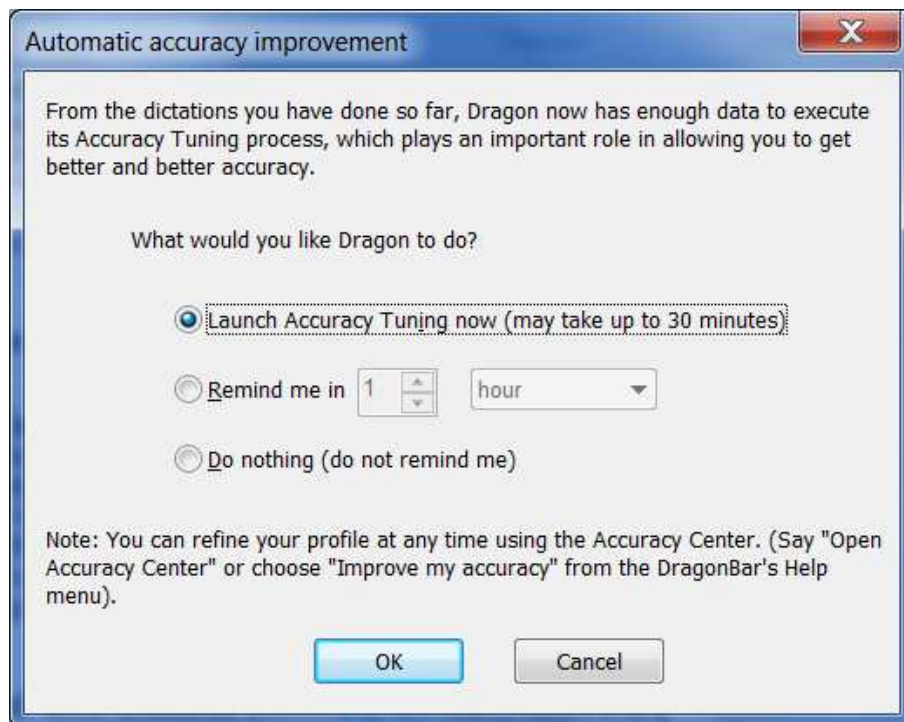 Automatic accuracy improvement
From the dictations you have done so far, Dragon now has enough data to execute
its Accuracy Tuning process, which plays an important role in allowing you to get
better and better accuracy.
What would you like Dragon to do?
Launch Accuracy Tuning now (may take up to 30 minutes)
Remind me in 1 hour
Do nothing (do not remind me)
Note: You can refine your profile at any time using the Accuracy Center. (Say "Open
Accuracy Center" or choose "Improve my accuracy" from the DragonBar's Help
menu).
OK Cancel